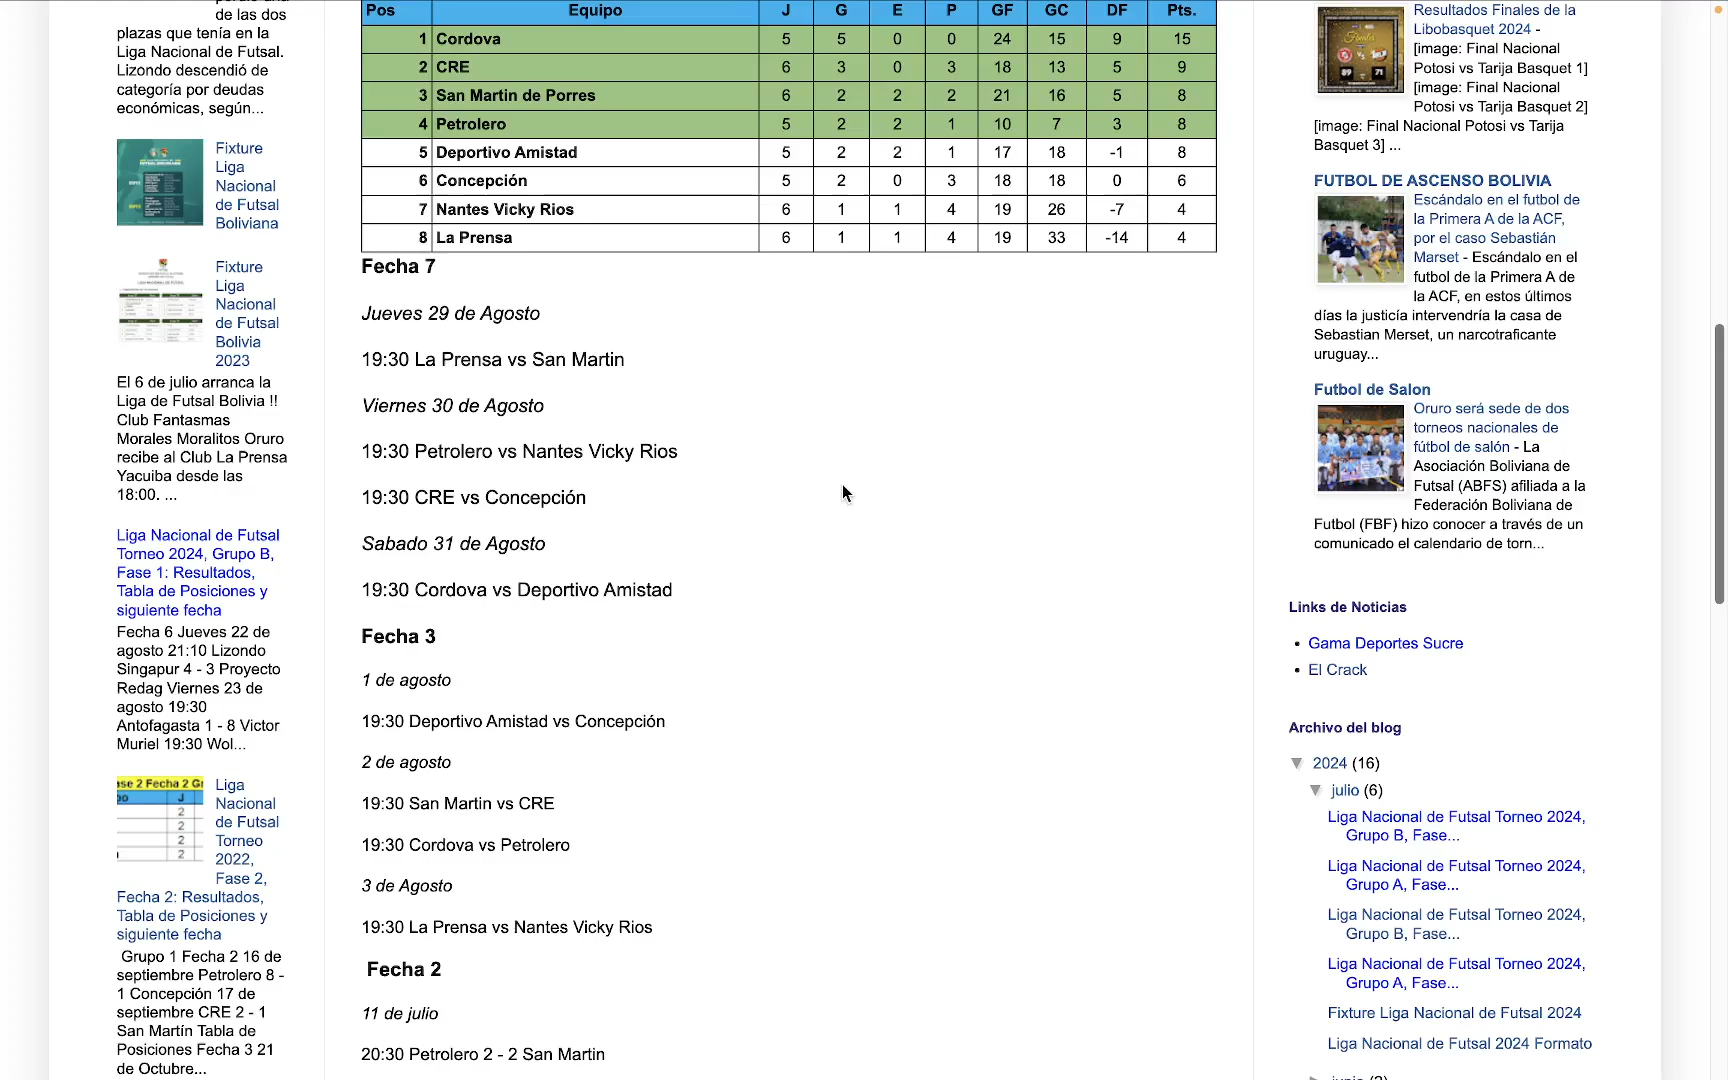 de las dos
plazas que tenía en la
Liga Nacional de Futsal.
Lizondo descendió de
categoría por deudas
económicas, según...
Fixture
Liga
Nacional
de Futsal
Boliviana
Fixture
Liga
Nacional
de Futsal
Bolivia
2023
El 6 de julio arranca la
Liga de Futsal Bolivia !!
Club Fantasmas
Morales Moralitos Oruro
recibe al Club La Prensa
Yacuiba desde las
18:00. ...
Liga Nacional de Futsal
Torneo 2024, Grupo B,
Fase 1: Resultados,
Tabla de Posiciones y
siguiente fecha
Fecha 6 Jueves 22 de
agosto 21:10 Lizondo
Singapur 4 - 3 Proyecto
Redag Viernes 23 de
agosto 19:30
Antofagasta 1 - 8 Victor
Muriel 19:30 Wol...
ase 2 Fecha 2 G
J
2
2
2
2
Liga
Nacional
de Futsal
Torneo
2022,
Fase 2,
Fecha 2: Resultados,
Tabla de Posiciones y
siguiente fecha
Grupo 1 Fecha 2 16 de
septiembre Petrolero 8 -
1 Concepción 17 de
septiembre CRE 2 - 1
San Martín Tabla de
Posiciones Fecha 3 21
de Octubre...
Pos Equipo J G E P GF GC DF Pts.
1 Cordova 5 5 0 0 24 15 9 15
2 CRE 6 3 0 3 18 13 5 9
3 San Martin de Porres 6 2 2 2 21 16 5 8
4 Petrolero 5 2 2 1 10 7 3 8
5 Deportivo Amistad 5 2 2 1 17 18 -1 8
6 Concepción 5 2 0 3 18 18 0 6
7 Nantes Vicky Rios 6 1 1 4 19 26 -7 4
8 La Prensa 6 1 1 4 19 33 -14 4
Fecha 7
Jueves 29 de Agosto
19:30 La Prensa vs San Martin
Viernes 30 de Agosto
19:30 Petrolero vs Nantes Vicky Rios
19:30 CRE vs Concepción
Sabado 31 de Agosto
19:30 Cordova vs Deportivo Amistad
Fecha 3
1 de agosto
19:30 Deportivo Amistad vs Concepción
2 de agosto
19:30 San Martin vs CRE
19:30 Cordova vs Petrolero
3 de Agosto
19:30 La Prensa vs Nantes Vicky Rios
Fecha 2
11 de julio
20:30 Petrolero 2 - 2 San Martin
Resultados Finales de la
Libobasquet 2024 -
[image: Final Nacional
Potosi vs Tarija Basquet 1]
[image: Final Nacional
Potosi vs Tarija Basquet 2]
[image: Final Nacional Potosi vs Tarija
Basquet 3] ...
Finales
89 71
FUTBOL DE ASCENSO BOLIVIA
Escándalo en el futbol de
la Primera A de la ACF,
por el caso Sebastián
Marset - Escándalo en el
futbol de la Primera A de
la ACF, en estos últimos
días la justicía intervendría la casa de
Sebastian Merset, un narcotraficante
uruguay...
Futbol de Salon
Oruro será sede de dos
torneos nacionales de
fútbol de salón - La
Asociación Boliviana de
Futsal (ABFS) afiliada a la
Federación Boliviana de
Futbol (FBF) hizo conocer a través de un
comunicado el calendario de torn...
Links de Noticias
Gama Deportes Sucre
El Crack
Archivo del blog
2024 (16)
julio (6)
Liga Nacional de Futsal Torneo 2024,
Grupo B, Fase...
Liga Nacional de Futsal Torneo 2024,
Grupo A, Fase...
Liga Nacional de Futsal Torneo 2024,
Grupo B, Fase...
Liga Nacional de Futsal Torneo 2024,
Grupo A, Fase...
Fixture Liga Nacional de Futsal 2024
Liga Nacional de Futsal 2024 Formato